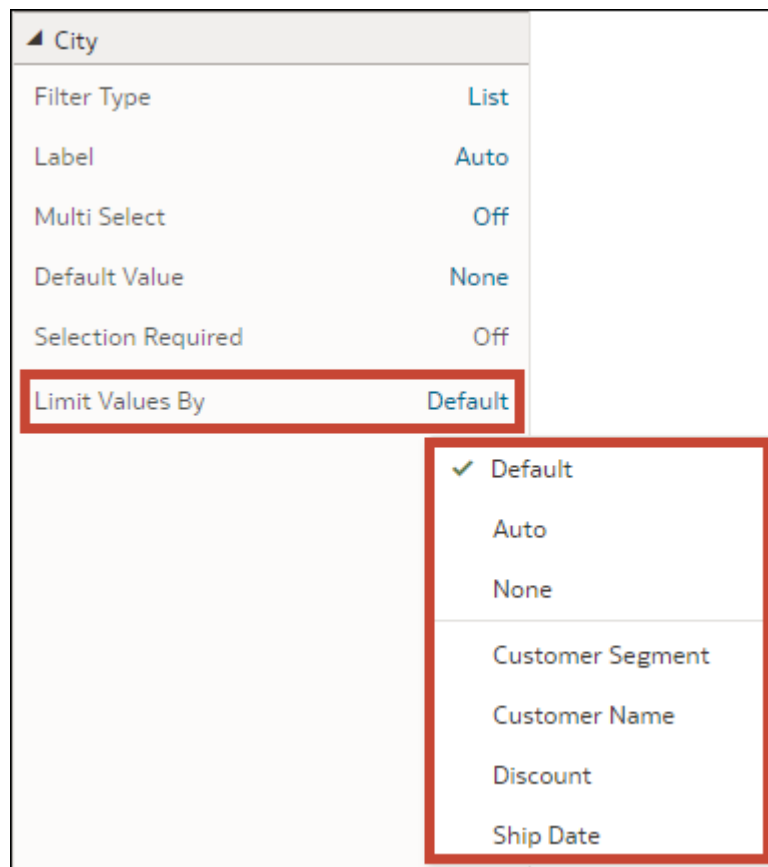 City
Filter Type List
Label Auto
Multi Select Off
Default Value None
Selection Required Off
Limit Values By Default
Default
Auto
None
Customer Segment
Customer Name
Discount
Ship Date